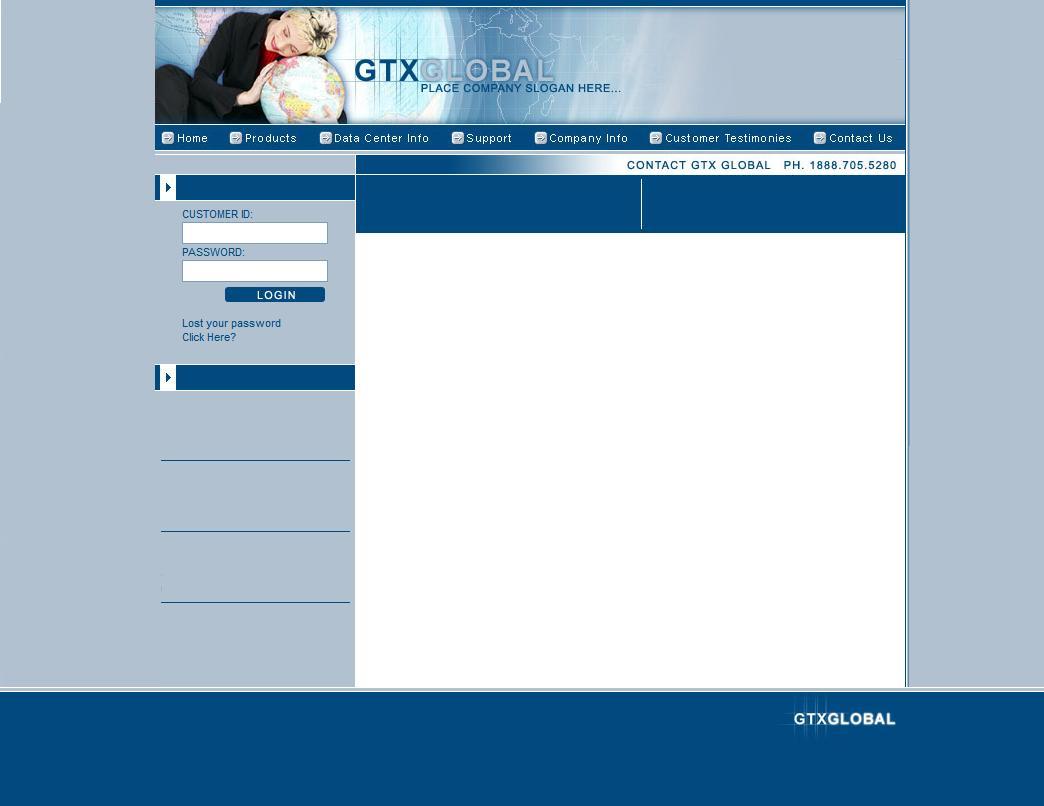 GTXGLOBAL
PLACE COMPANY SLOGAN HERE...
Home Products Data Center Info Support Company Info Customer Testimonies Contact Us
CONTACT GTX GLOBAL PH. 1888.705.5280
CUSTOMER ID:
PASSWORD:
LOGIN
Lost your password
Click Here?
GTXGLOBAL